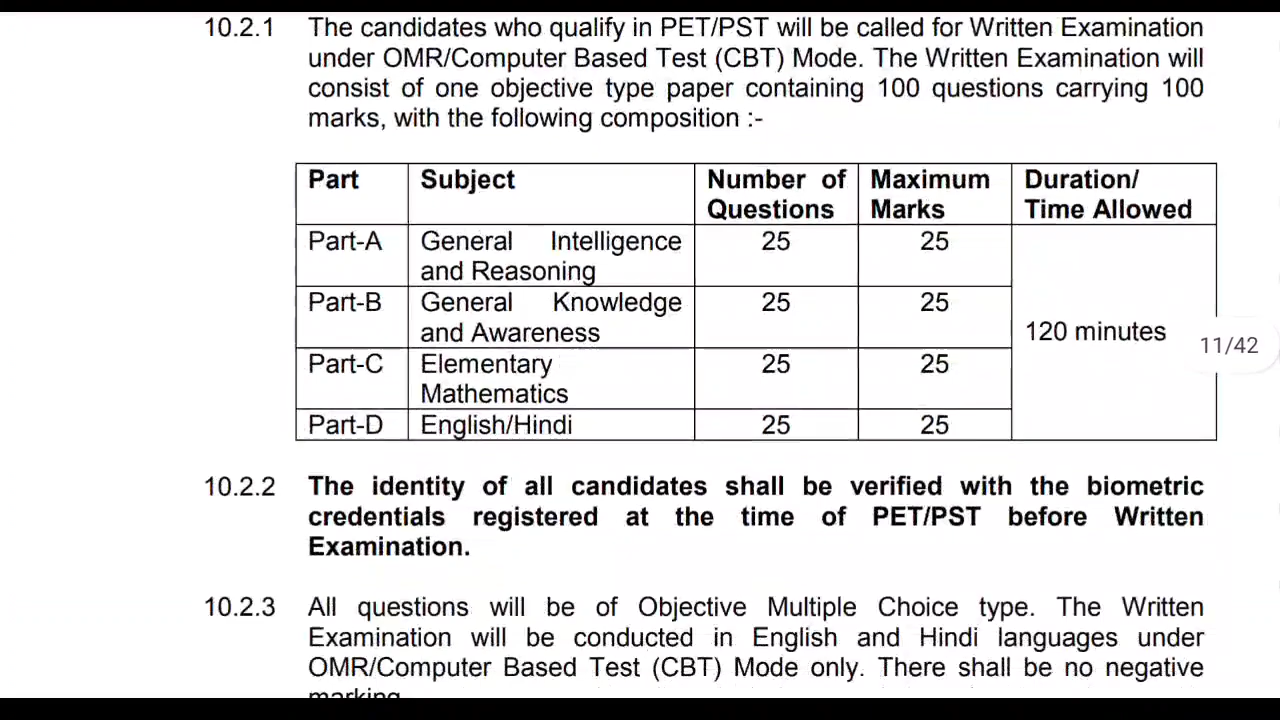 10.2.1 The candidates who qualify in PET/PST will be called for Written Examination
under OMR/Computer Based Test (CBT) Mode. The Written Examination will
consist of one objective type paper containing 100 questions carrying 100
marks, with the following composition :-
Part Subject Number of Questions Maximum Marks Duration/ Time Allowed
Part-A General Intelligence and Reasoning 25 25 120 minutes
Part-B General Knowledge and Awareness 25 25
Part-C Elementary Mathematics 25 25
Part-D English/Hindi 25 25
11/42
10.2.2 The identity of all candidates shall be verified with the biometric
credentials registered at the time of PET/PST before Written
Examination.
10.2.3 All questions will be of Objective Multiple Choice type. The Written
Examination will be conducted in English and Hindi languages under
OMR/Computer Based Test (CBT) Mode only. There shall be no negative
marking.